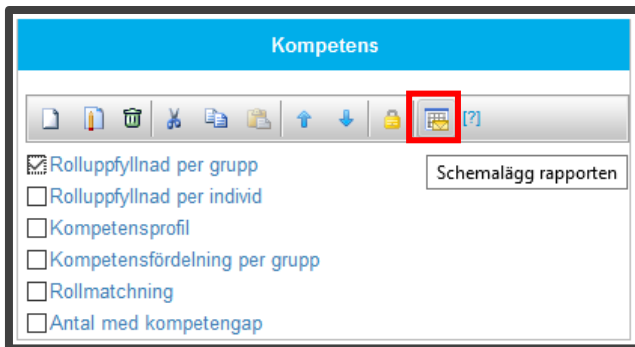 Kompetens
[?]
Rolluppfyllnad per grupp
Schemalägg rapporten
Rolluppfyllnad per individ
Kompetensprofil
Kompetensfördelning per grupp
Rollmatchning
Antal med kompetengap